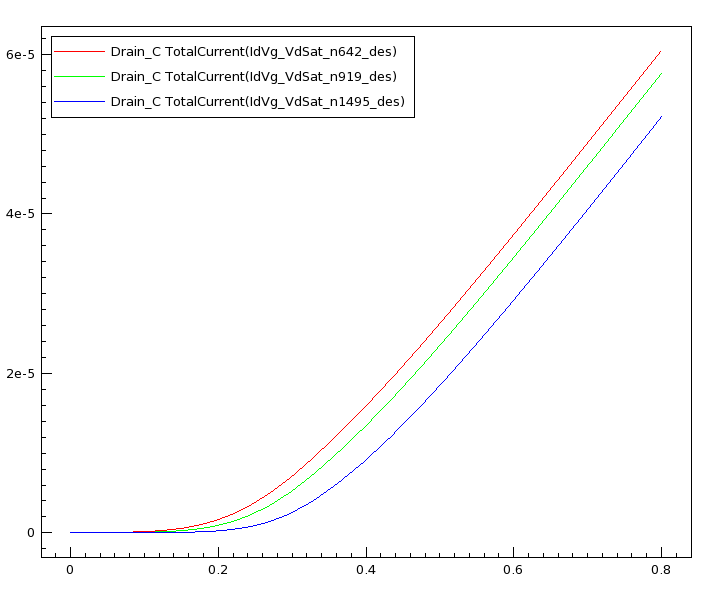 Drain_C TotalCurrent(IdVg_VdSat_n642_des)
Drain_C TotalCurrent(IdVg_VdSat_n919_des)
Drain_C TotalCurrent(IdVg_VdSat_n1495_des)
6e-5
4e-5
2e-5
0
0 0.2 0.4 0.6 0.8